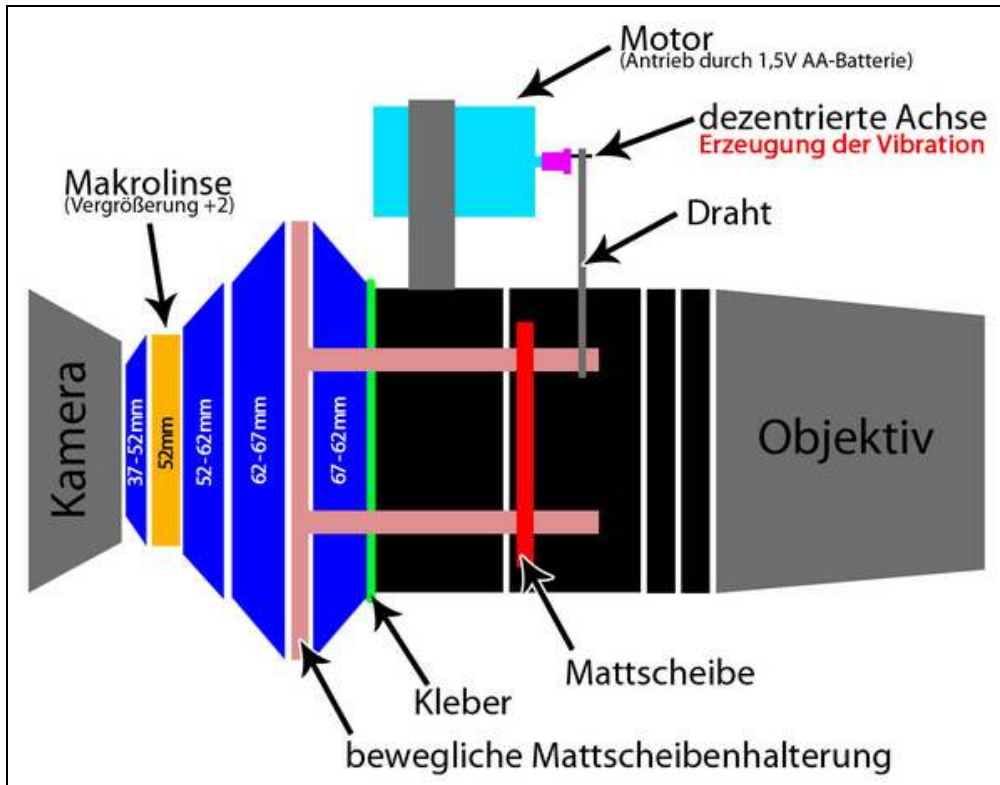 Motor
(Antrieb durch 1,5V AA-Batterie)
dezentrierte Achse
Erzeugung der Vibration
Makrolinse
(Vergrößerung +2)
Draht
Kamera
37-52mm
52mm
52-62mm
62-67mm
67-62mm
Objektiv
Mattscheibe
Kleber
bewegliche Mattscheibenhalterung